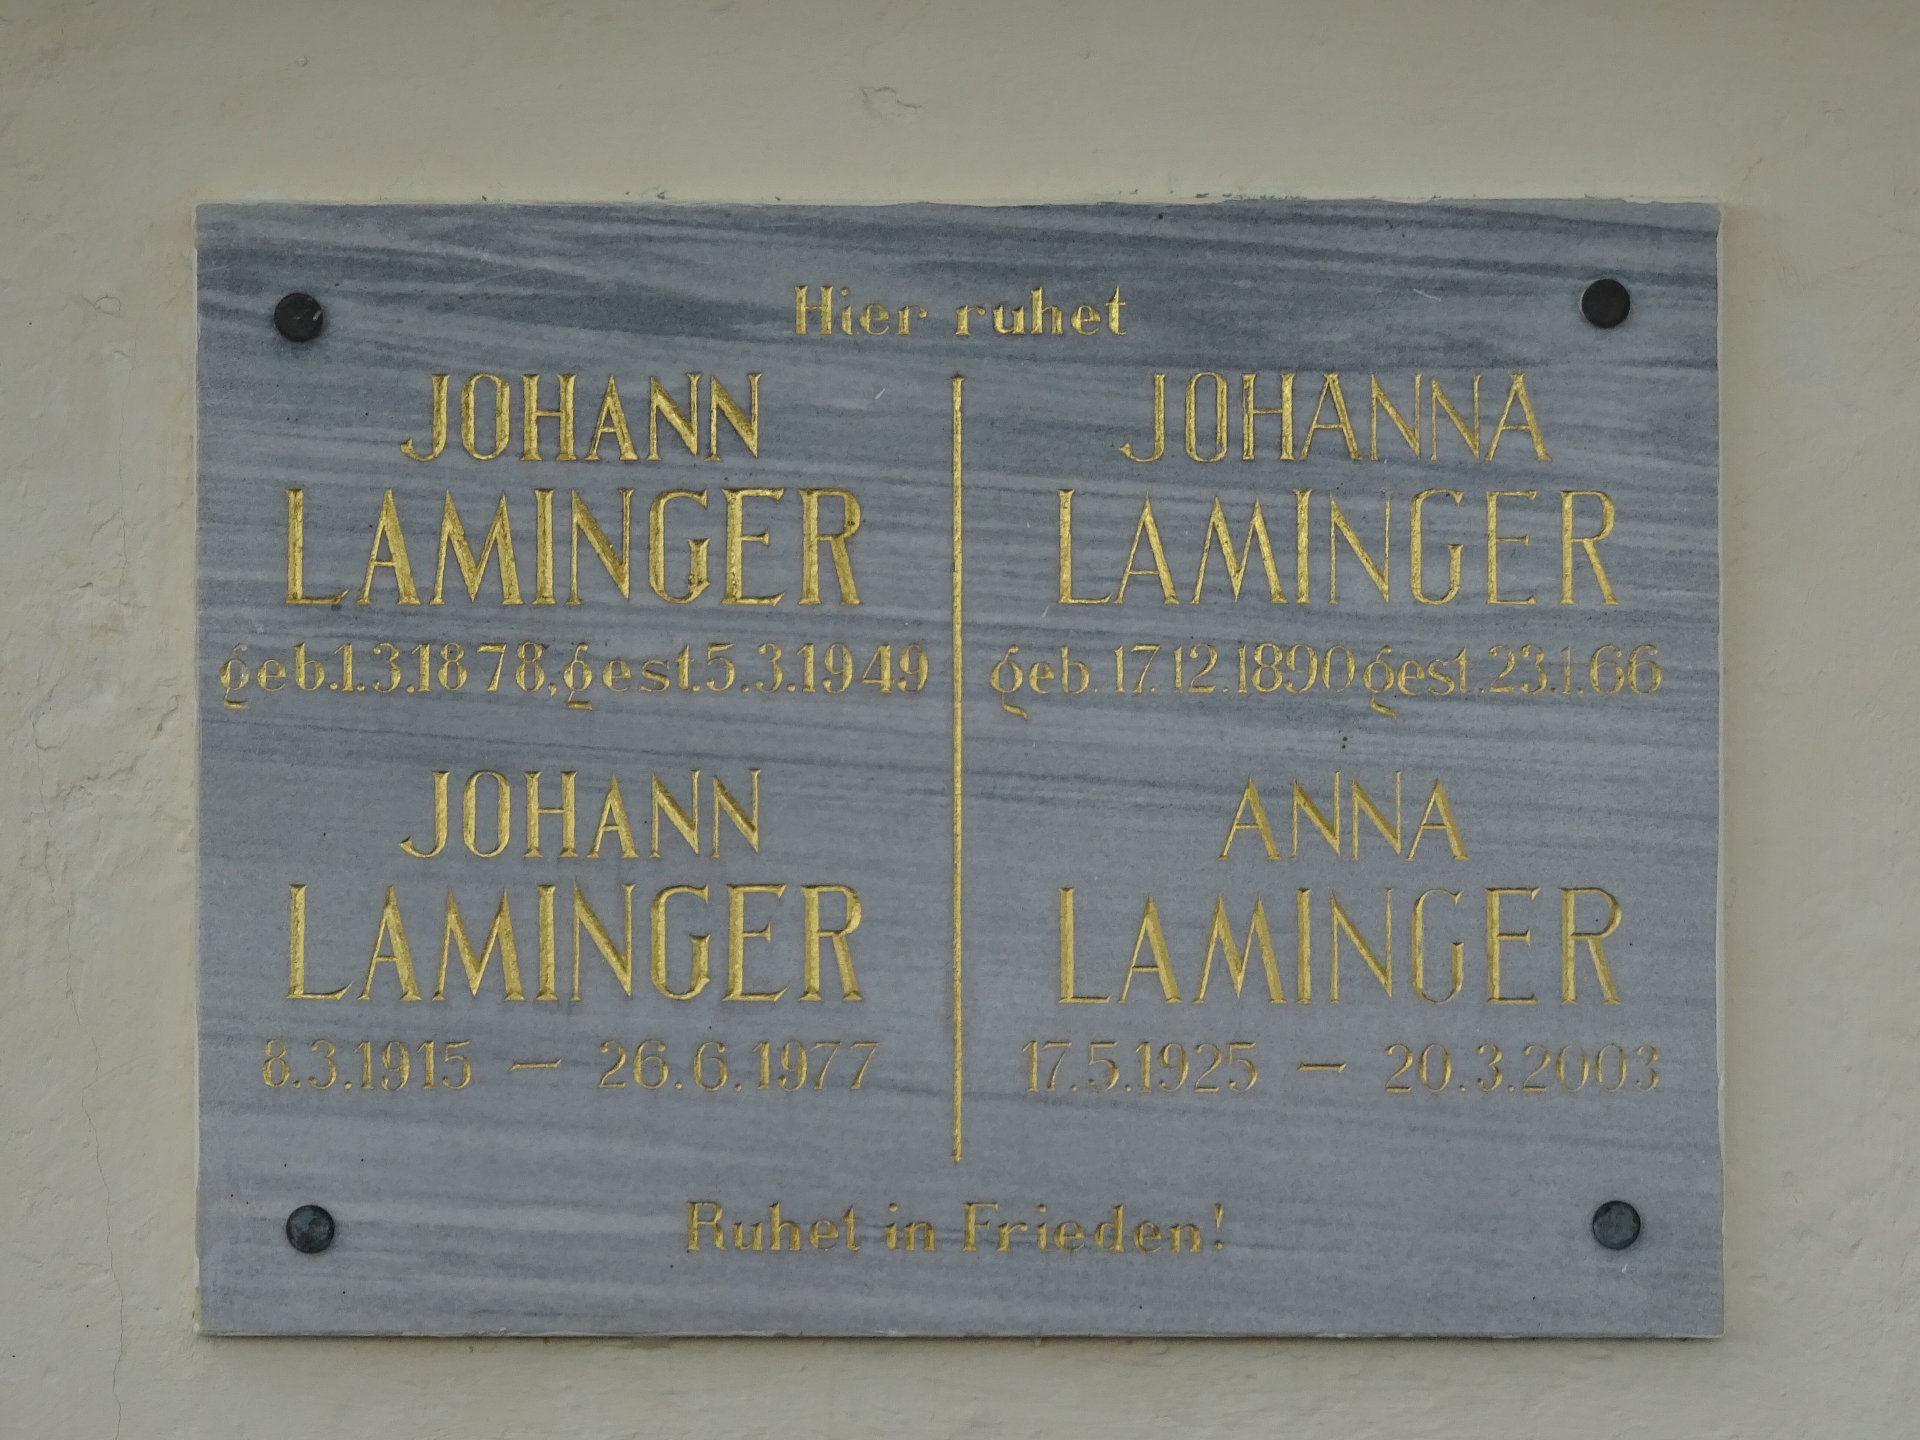 Hier ruhet
JOHANN
LAMINGER
geb.1.3.1878, gest.5.3.1949
JOHANN
LAMINGER
8.3.1915 – 26.6.1977
JOHANNA
LAMINGER
geb.17.12.1890 gest.23.1.66
ANNA
LAMINGER
17.5.1925 – 20.3.2003
Ruhet in Frieden!